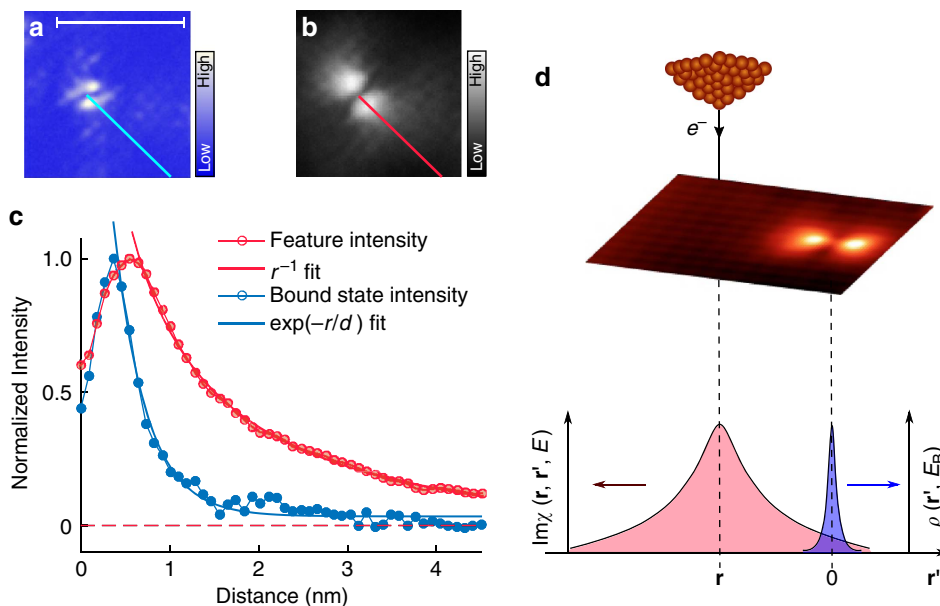 a
High
Low
b
High
Low
c
Normalized Intensity
1.0
0.5
0
0
1
2
3
4
Distance (nm)
Feature intensity
r⁻¹ fit
Bound state intensity
exp(−r/d ) fit
d
e⁻
Imχ (r, r', E)
ρ (r', E_B)
r
0
r'